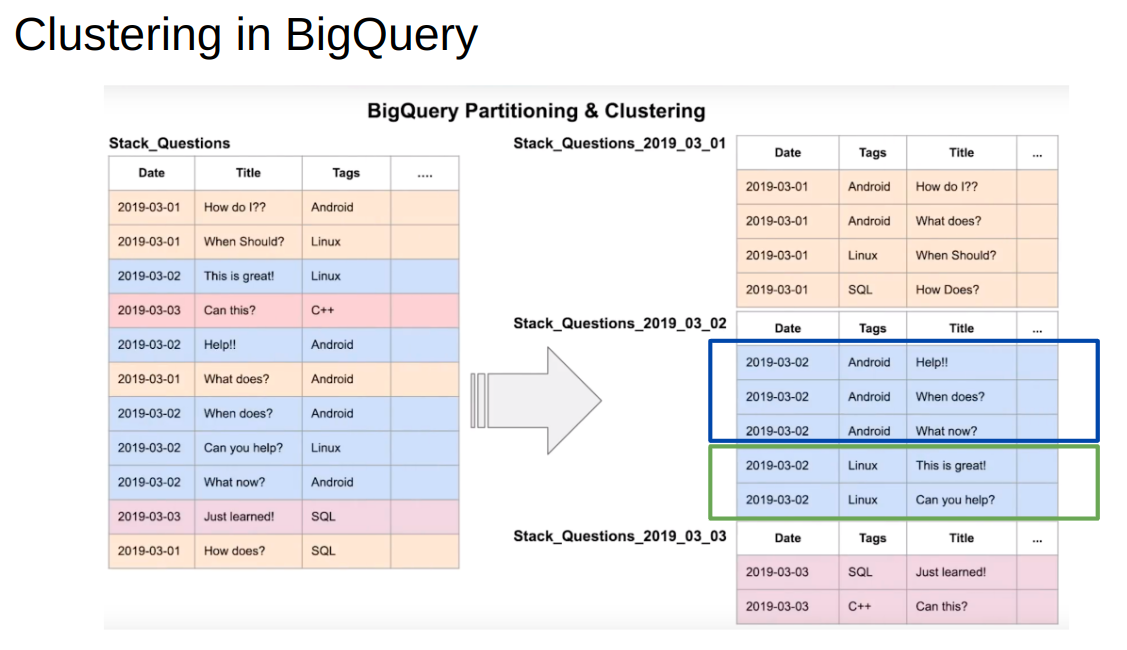 Clustering in BigQuery
BigQuery Partitioning & Clustering
Stack_Questions
Date Title Tags ....
2019-03-01 How do I?? Android
2019-03-01 When Should? Linux
2019-03-02 This is great! Linux
2019-03-03 Can this? C++
2019-03-02 Help!! Android
2019-03-01 What does? Android
2019-03-02 When does? Android
2019-03-02 Can you help? Linux
2019-03-02 What now? Android
2019-03-03 Just learned! SQL
2019-03-01 How does? SQL
Stack_Questions_2019_03_01
Date Tags Title ...
2019-03-01 Android How do I??
2019-03-01 Android What does?
2019-03-01 Linux When Should?
2019-03-01 SQL How Does?
Stack_Questions_2019_03_02
Date Tags Title ...
2019-03-02 Android Help!!
2019-03-02 Android When does?
2019-03-02 Android What now?
2019-03-02 Linux This is great!
2019-03-02 Linux Can you help?
Stack_Questions_2019_03_03
Date Tags Title ...
2019-03-03 SQL Just learned!
2019-03-03 C++ Can this?